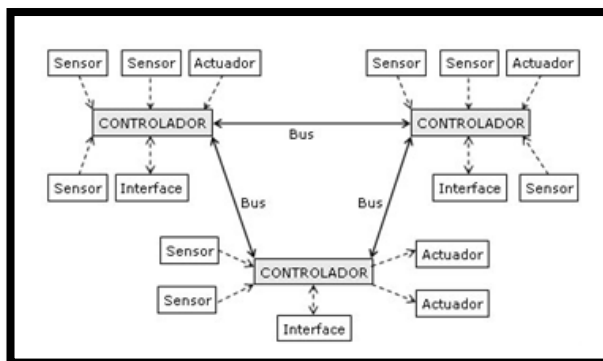 Sensor Sensor Actuador Sensor Sensor Actuador
CONTROLADOR CONTROLADOR
Bus
Sensor Interface Interface Sensor
Bus Bus
Sensor Actuador
CONTROLADOR
Sensor Actuador
Interface